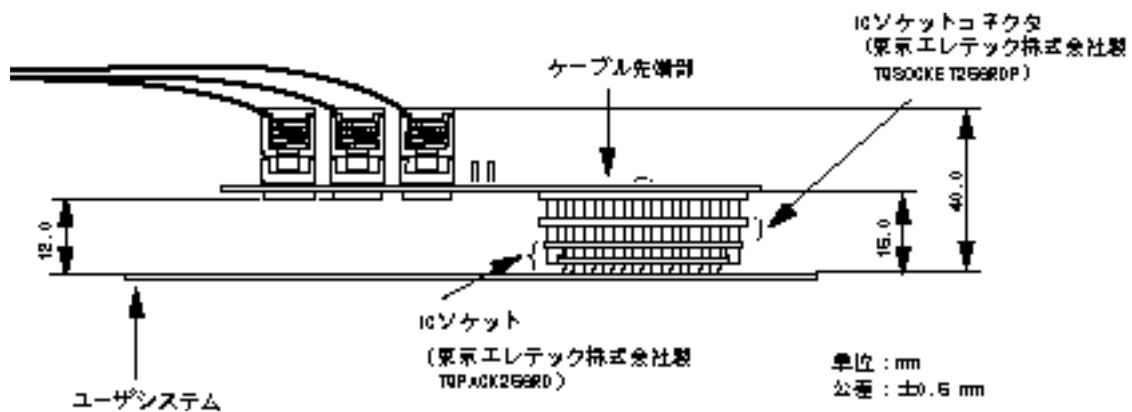 ICソケットコネクタ
(東京エレテック株式会社製
TQSOCKET256RDP)
ケーブル先端部
40.0
12.0
15.0
ICソケット
(東京エレテック株式会社製
TQPACK256RD)
単位:mm
公差:±0.5 mm
ユーザシステム